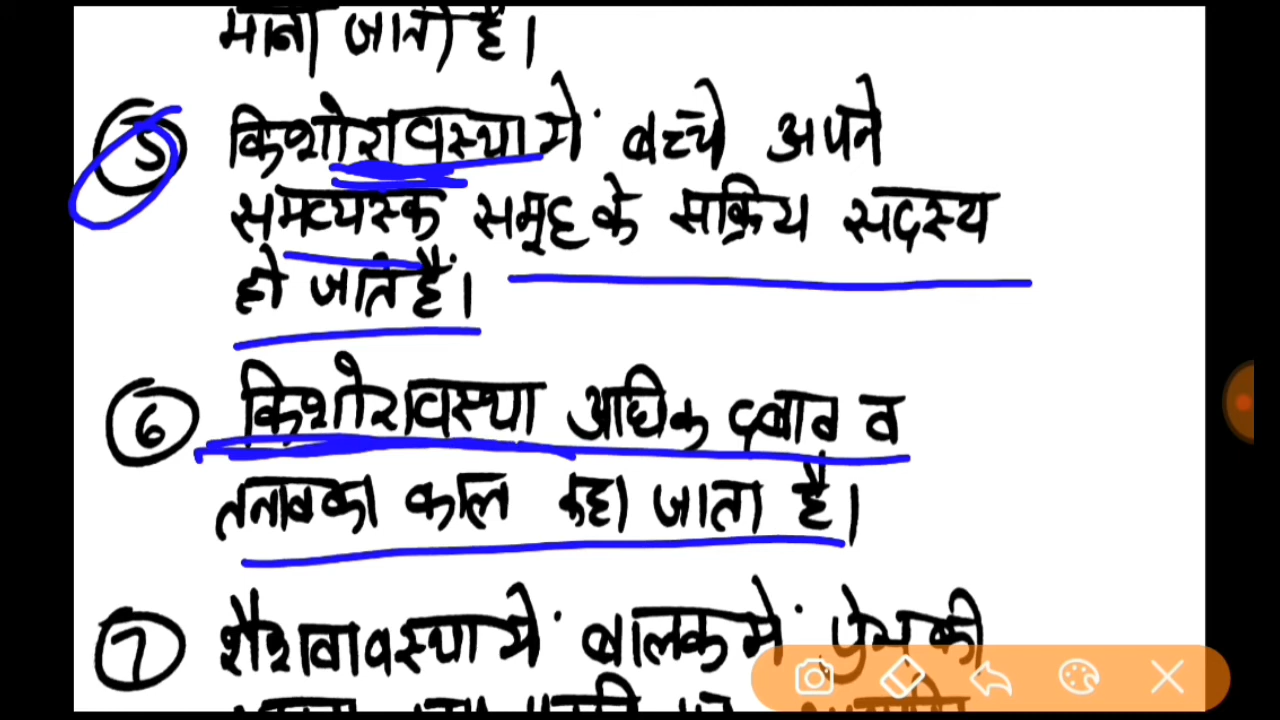 मानी जाती है।
⑤ किशोरावस्था में बच्चे अपने
समवयस्क समूह के सक्रिय सदस्य
हो जाते हैं।
⑥ किशोरावस्था अधिक दबाव व
तनाव का काल कहा जाता है।
⑦ शैशवावस्था में बालक में प्रेम की